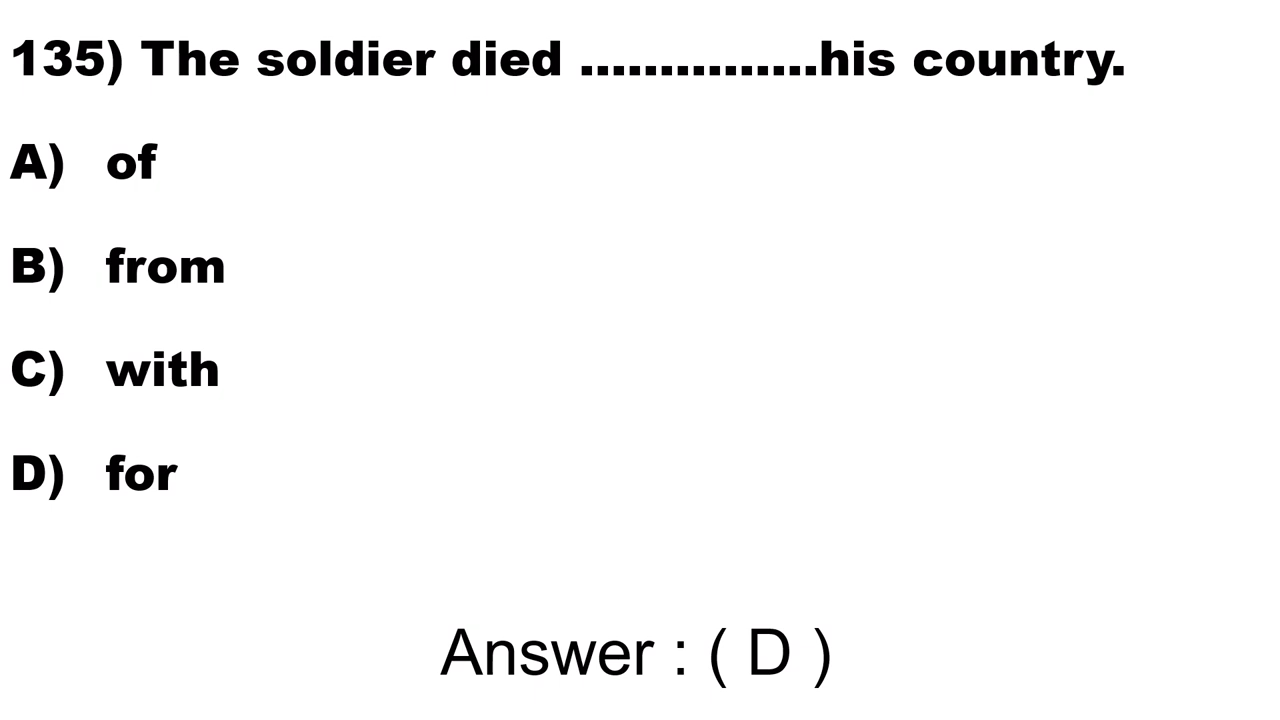 135) The soldier died ...............his country.
A) of
B) from
C) with
D) for
Answer : ( D )